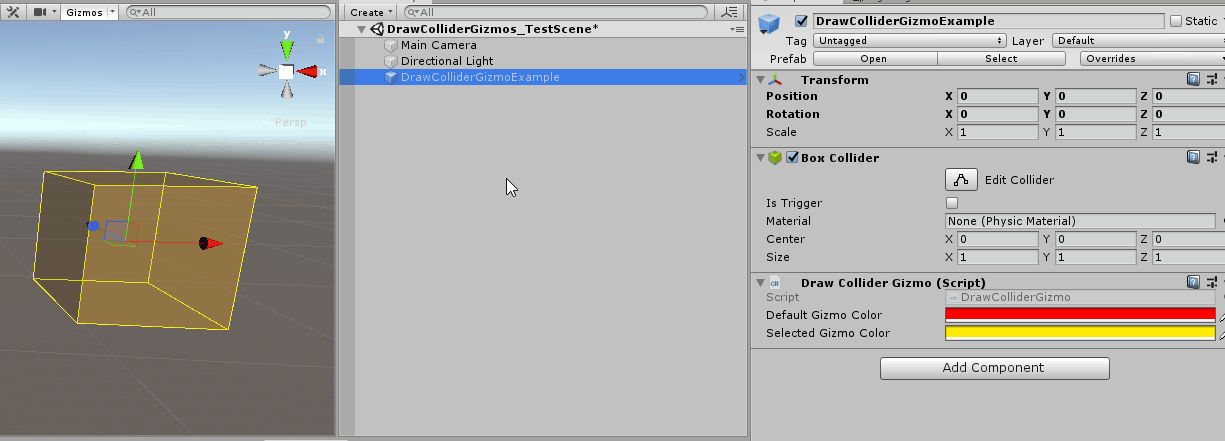 Gizmos
All
y
x
Persp
Create
All
DrawColliderGizmos_TestScene*
Main Camera
Directional Light
DrawColliderGizmoExample
DrawColliderGizmoExample
Static
Tag Untagged Layer Default
Prefab Open Select Overrides
Transform
Position X 0 Y 0 Z 0
Rotation X 0 Y 0 Z 0
Scale X 1 Y 1 Z 1
Box Collider
Edit Collider
Is Trigger
Material None (Physic Material)
Center X 0 Y 0 Z 0
Size X 1 Y 1 Z 1
Draw Collider Gizmo (Script)
Script DrawColliderGizmo
Default Gizmo Color
Selected Gizmo Color
Add Component